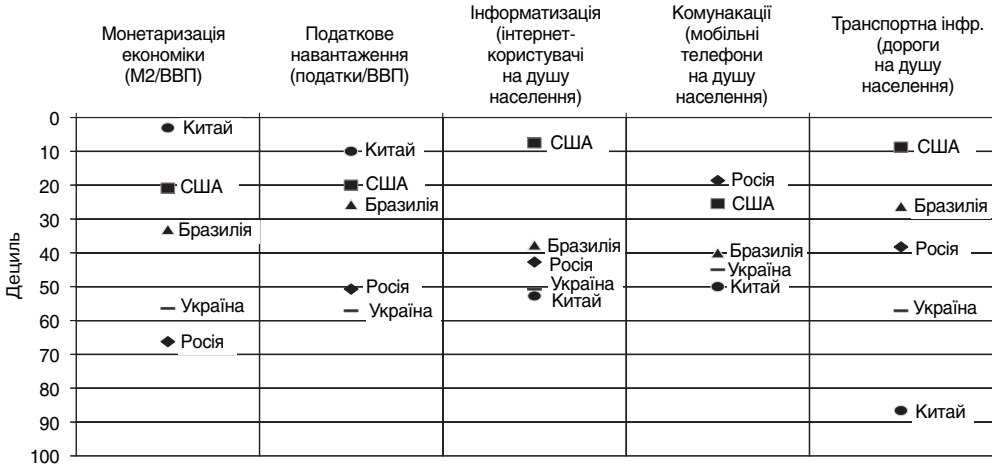 Монетаризація
економіки
(М2/ВВП)
Податкове
навантаження
(податки/ВВП)
Інформатизація
(інтернет-
користувачі
на душу
населення)
Комунакації
(мобільні
телефони
на душу
населення)
Транспортна інфр.
(дороги
на душу
населення)
Дециль
0
10
20
30
40
50
60
70
80
90
100
Китай
США
Бразилія
Україна
Росія
Китай
США
Бразилія
Росія
Україна
США
Бразилія
Росія
Україна
Китай
Росія
США
Бразилія
Україна
Китай
США
Бразилія
Росія
Україна
Китай